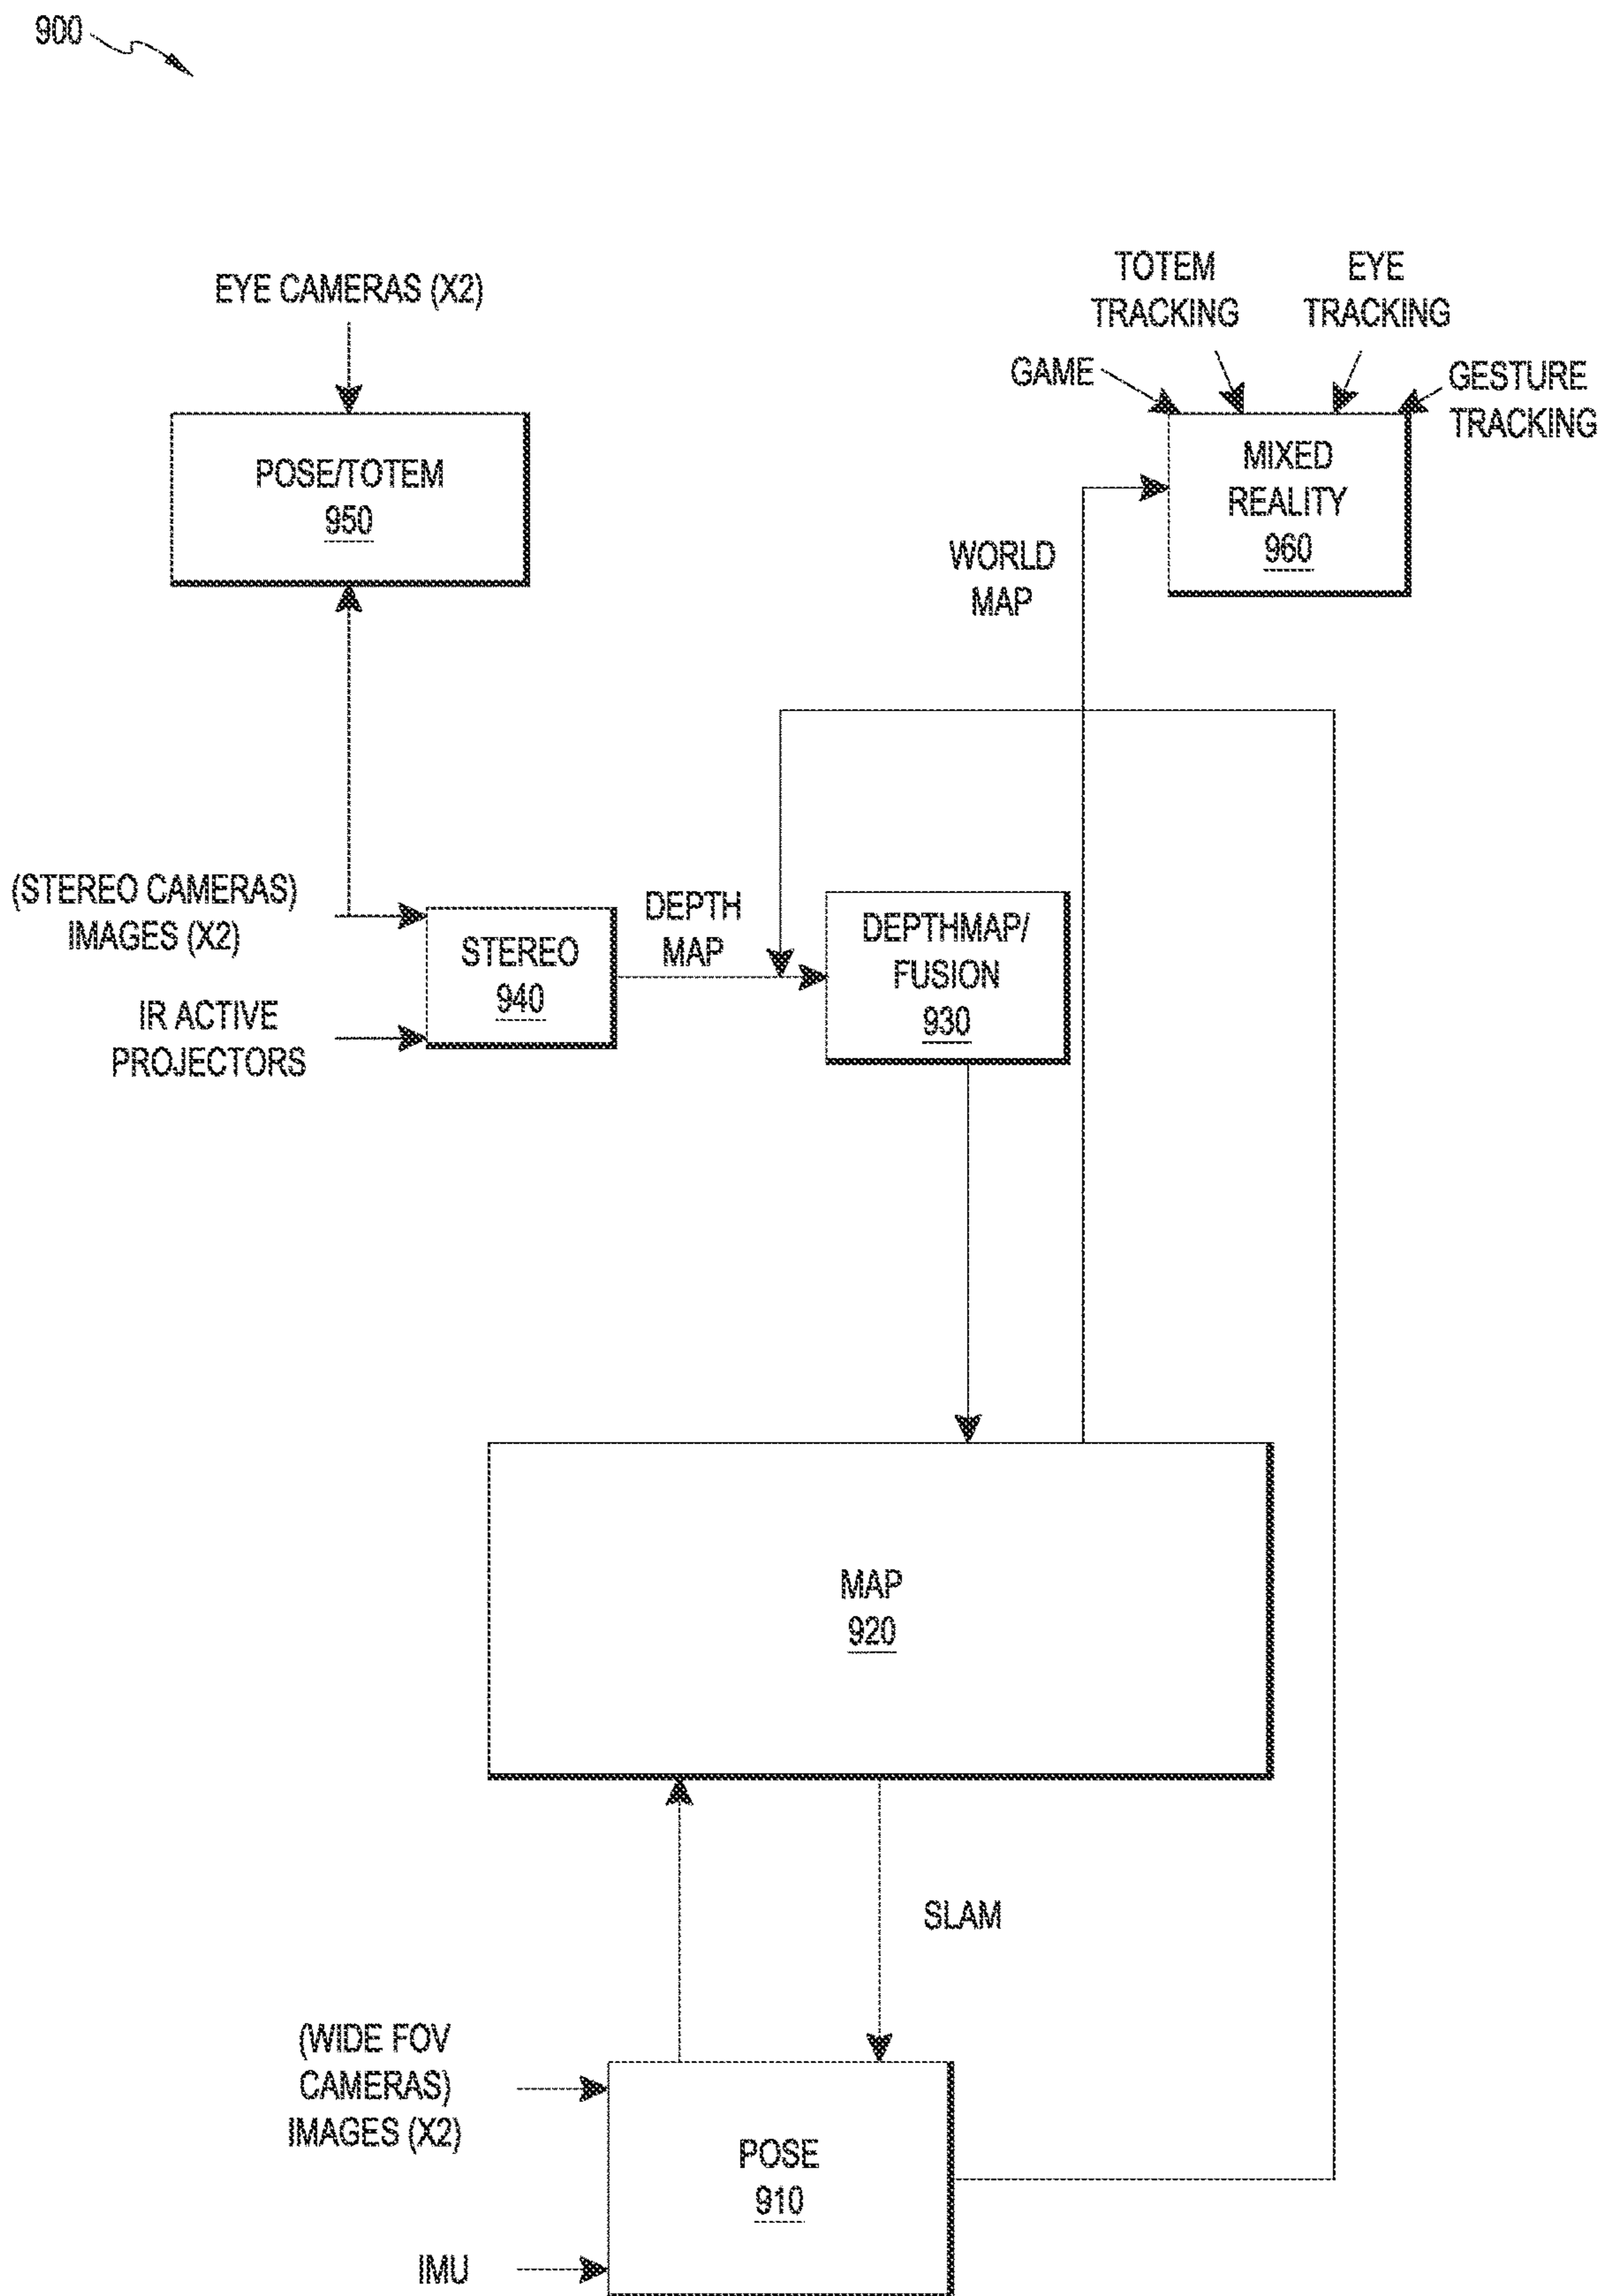 900
EYE CAMERAS (X2)
POSE/TOTEM
950
TOTEM
TRACKING
EYE
TRACKING
GAME
GESTURE
TRACKING
MIXED
REALITY
960
WORLD
MAP
(STEREO CAMERAS)
IMAGES (X2)
IR ACTIVE
PROJECTORS
STEREO
940
DEPTH
MAP
DEPTHMAP/
FUSION
930
MAP
920
SLAM
(WIDE FOV
CAMERAS)
IMAGES (X2)
IMU
POSE
910